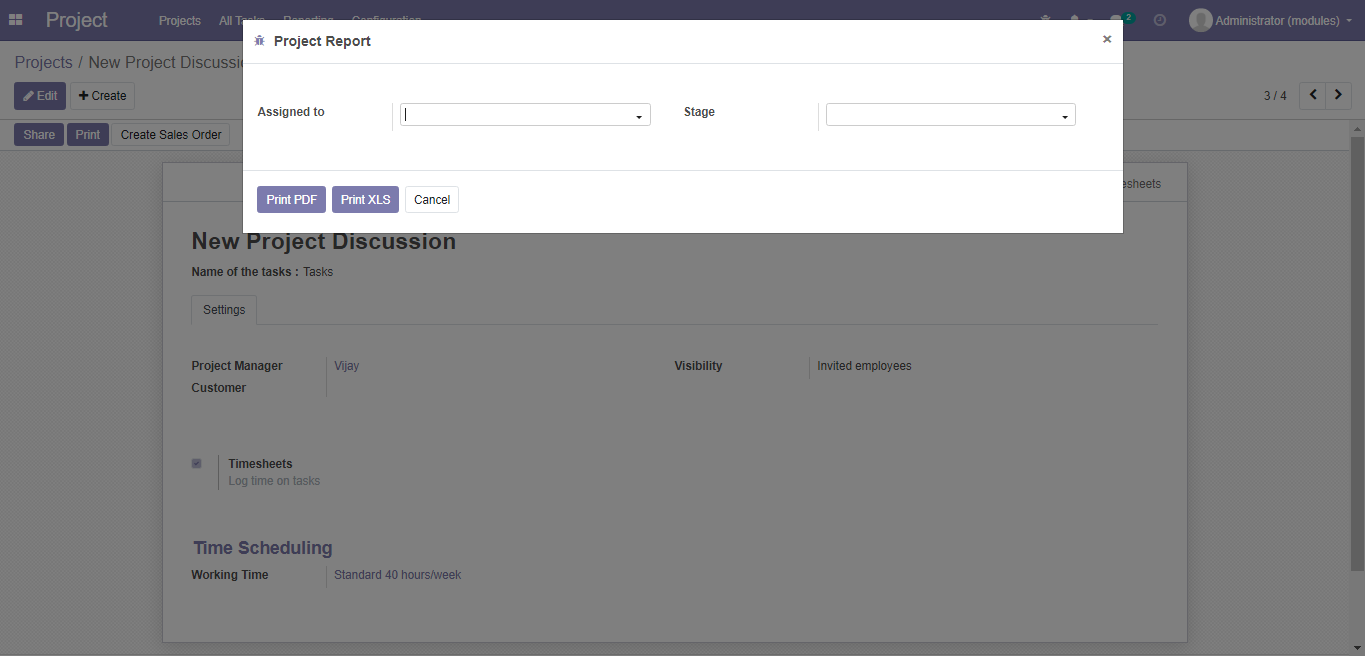 Project Projects All Tasks Reporting Configuration 2 Administrator (modules)
Project Report ×
Projects / New Project
Edit Create 3 / 4
Assigned to Stage
Share Print Create Sales Order
Print PDF Print XLS Cancel
New Project Discussion
Name of the tasks : Tasks
Settings
Project Manager Vijay Visibility Invited employees
Customer
Timesheets
Log time on tasks
Time Scheduling
Working Time Standard 40 hours/week